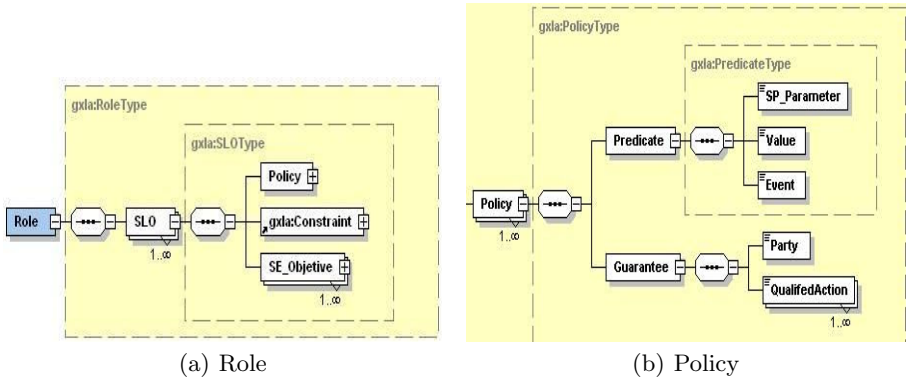 gxla:RoleType
gxla:SLOType
Role
SLO
1..∞
Policy
gxla:Constraint
SE_Objetive
1..∞
(a) Role
gxla:PolicyType
gxla:PredicateType
Policy
1..∞
Predicate
SP_Parameter
Value
Event
Guarantee
Party
QualifedAction
1..∞
(b) Policy